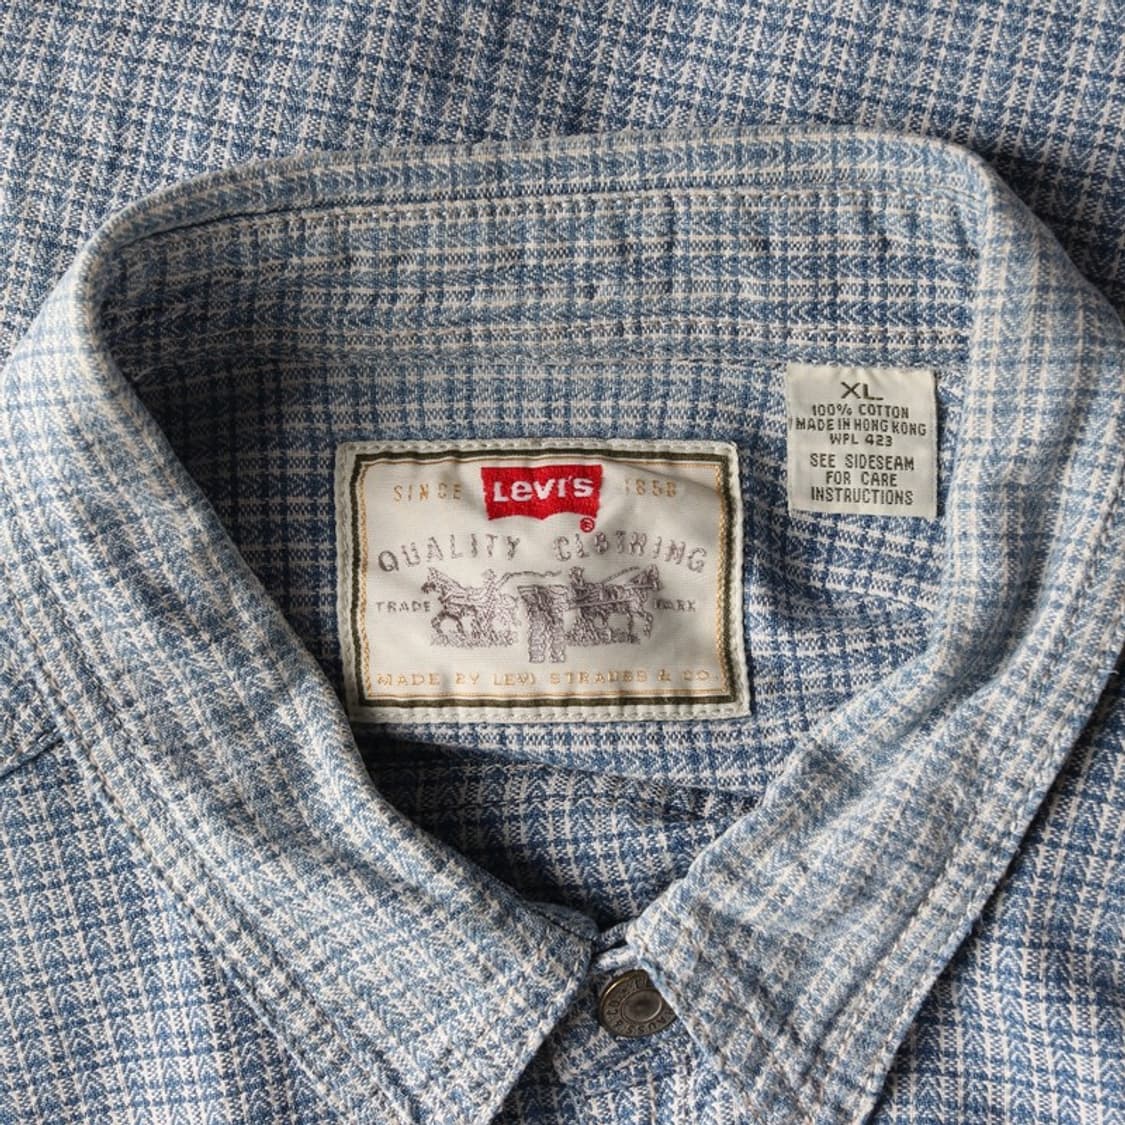 SINCE LEVI'S 1853
®
QUALITY CLOTHING
TRADE MARK
MADE BY LEVI STRAUSS & CO.
XL
100% COTTON
MADE IN HONG KONG
WPL 423
SEE SIDESEAM
FOR CARE
INSTRUCTIONS